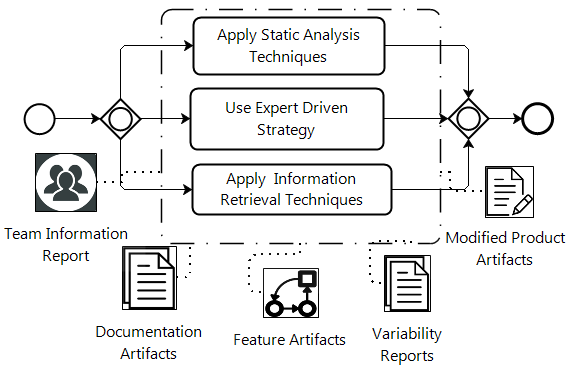 Apply Static Analysis
Techniques
Use Expert Driven
Strategy
Apply Information
Retrieval Techniques
Team Information
Report
Modified Product
Artifacts
Documentation
Artifacts
Feature Artifacts
Variability
Reports